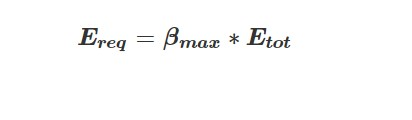 E_req = β_max * E_tot